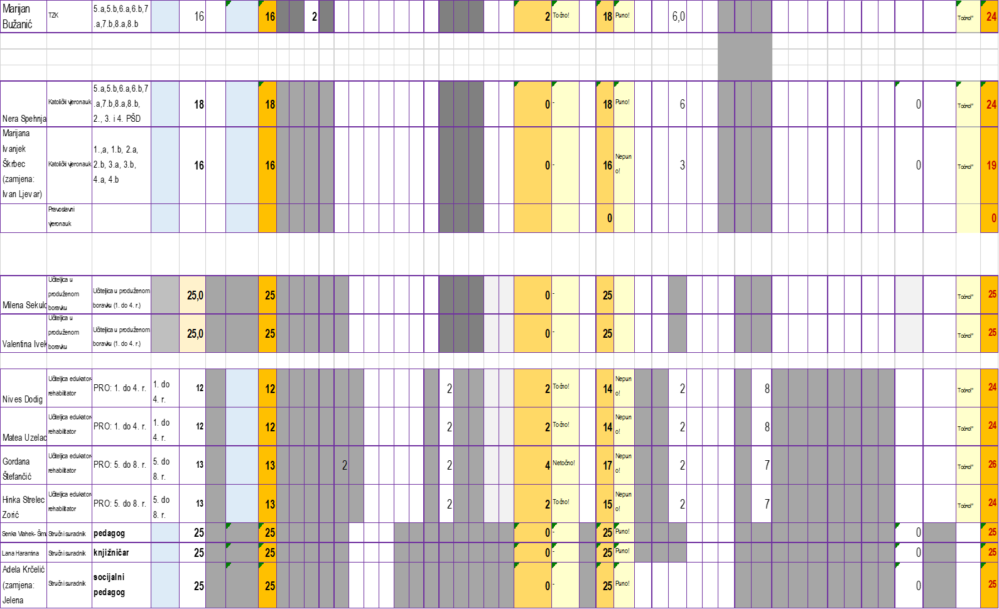 Marijan
Bužanić
TZK
5.a,5.b,6.a,6.b,7
.a,7.b,8.a,8.b
16
16
2
2
Točno!
18
Puno!
6,0
Točno!"
24
Nera Spehnja
Katolički vjeronauk
5.a,5.b,6.a,6.b,7
.a,7.b,8.a,8.b,
2., 3. i 4. PŠD
18
18
0
-
18
Puno!
6
0
Točno!"
24
Marijana
Ivanjek
Škrbec
(zamjena:
Ivan Ljevar)
Katolički vjeronauk
1.,a, 1.b, 2.a,
2.b, 3.a, 3.b,
4.a, 4.b
16
16
0
-
16
Nepun
o!
3
0
Točno!"
19
Pravoslavni
vjeronauk
0
0
Milena Sekulo
Učiteljica u
produženom
boravku
Učiteljica u produženom
boravku (1. do 4. r.)
25,0
25
0
-
25
Točno!"
25
Valentina Ivek
Učiteljica u
produženom
boravku
Učiteljica u produženom
boravku (1. do 4. r.)
25,0
25
0
-
25
Točno!"
25
Nives Dodig
Učiteljica edukator-
rehabilitator
PRO: 1. do 4. r.
1. do
4. r.
12
12
2
2
Točno!
14
Nepun
o!
2
8
Točno!"
24
Matea Uzelac
Učiteljica edukator-
rehabilitator
PRO: 1. do 4. r.
1. do
4. r.
12
12
2
2
Točno!
14
Nepun
o!
2
8
Točno!"
24
Gordana
Štefančić
Učiteljica edukator-
rehabilitator
PRO: 5. do 8. r.
5. do
8. r.
13
13
2
2
4
Netočno!
17
Nepun
o!
2
7
Točno!"
26
Hinka Strelec
Zorić
Učiteljica edukator-
rehabilitator
PRO: 5. do 8. r.
5. do
8. r.
13
13
2
2
Točno!
15
Nepun
o!
2
7
Točno!"
24
Senka Vlahek- Šimu
Stručni suradnik
pedagog
25
25
0
-
25
Puno!
0
25
Lana Haramina
Stručni suradnik
knjižničar
25
25
0
-
25
Puno!
0
25
Adela Krčelić
(zamjena:
Jelena
Stručni suradnik
socijalni
pedagog
25
25
0
-
25
Puno!
0
25